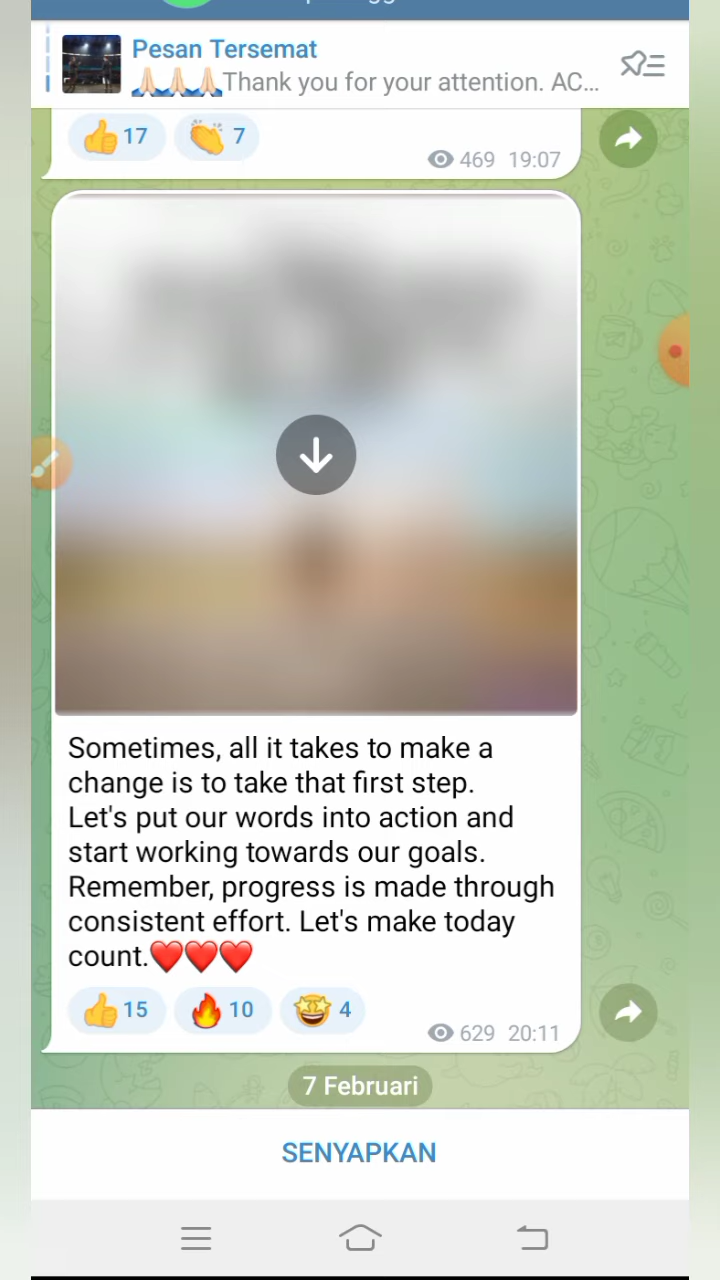 Pesan Tersemat
🙏🏻🙏🏻🙏🏻Thank you for your attention. AC...
👍 17 👏 7
469 19:07
Sometimes, all it takes to make a
change is to take that first step.
Let's put our words into action and
start working towards our goals.
Remember, progress is made through
consistent effort. Let's make today
count.❤️❤️❤️
👍 15 🔥 10 🤩 4
629 20:11
7 Februari
SENYAPKAN